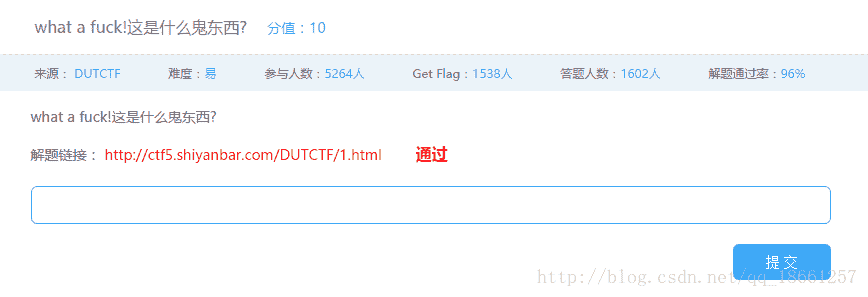 what a fuck!这是什么鬼东西? 分值：10
来源： DUTCTF 难度：易 参与人数：5264人 Get Flag：1538人 答题人数：1602人 解题通过率：96%
what a fuck!这是什么鬼东西?
解题链接： http://ctf5.shiyanbar.com/DUTCTF/1.html 通过
提交
http://blog.csdn.net/qq_18661257